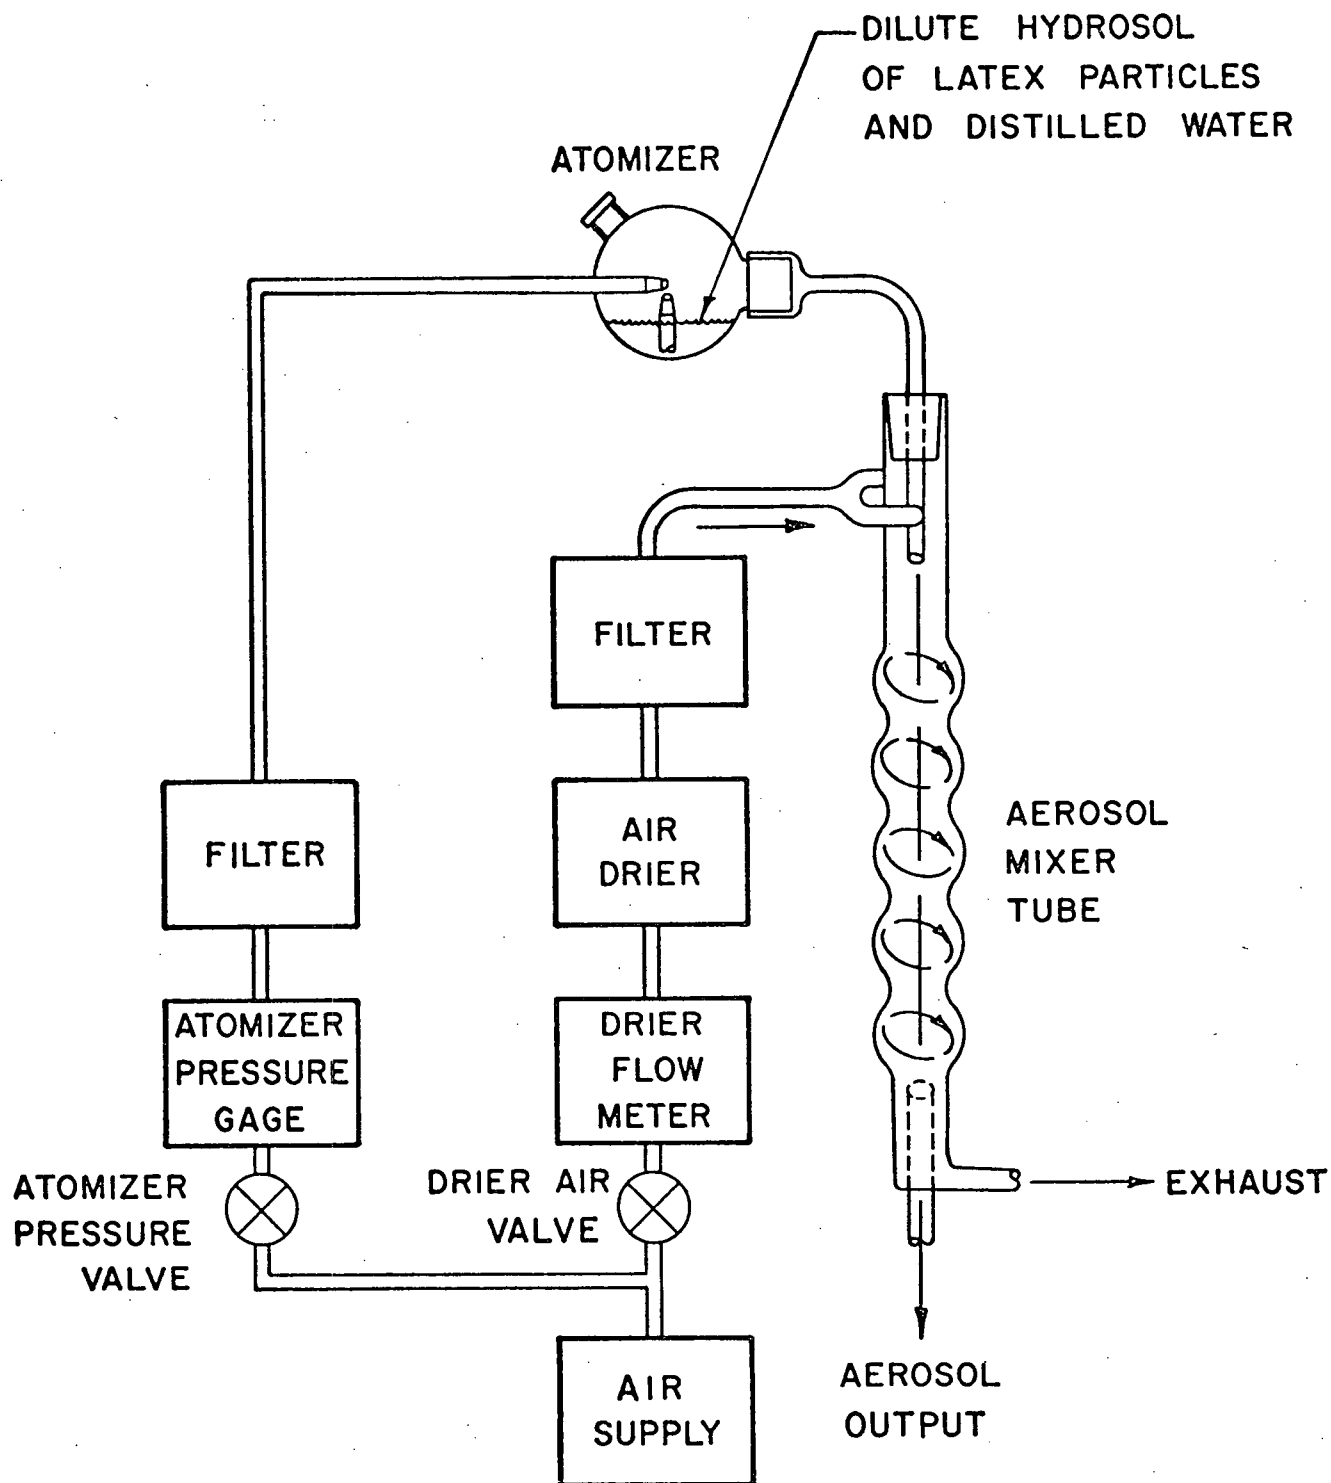 DILUTE HYDROSOL
OF LATEX PARTICLES
AND DISTILLED WATER
ATOMIZER
FILTER
FILTER
AIR
DRIER
AEROSOL
MIXER
TUBE
ATOMIZER
PRESSURE
GAGE
DRIER
FLOW
METER
ATOMIZER
PRESSURE
VALVE
DRIER AIR
VALVE
EXHAUST
AIR
SUPPLY
AEROSOL
OUTPUT